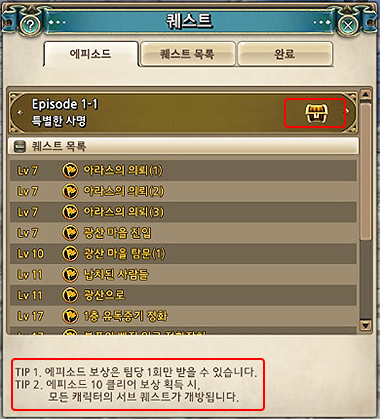 퀘스트
에피소드 퀘스트 목록 완료
Episode 1-1
특별한 사명
퀘스트 목록
Lv 7 아라스의 의뢰(1)
Lv 7 아라스의 의뢰(2)
Lv 7 아라스의 의뢰(3)
Lv 7 광산 마을 진입
Lv 10 광산 마을 탐문(1)
Lv 11 납치된 사람들
Lv 11 광산으로
Lv 17 1층 유독증기 정화
Lv 17
TIP 1. 에피소드 보상은 팀당 1회만 받을 수 있습니다.
TIP 2. 에피소드 10 클리어 보상 획득 시,
모든 캐릭터의 서브 퀘스트가 개방됩니다.